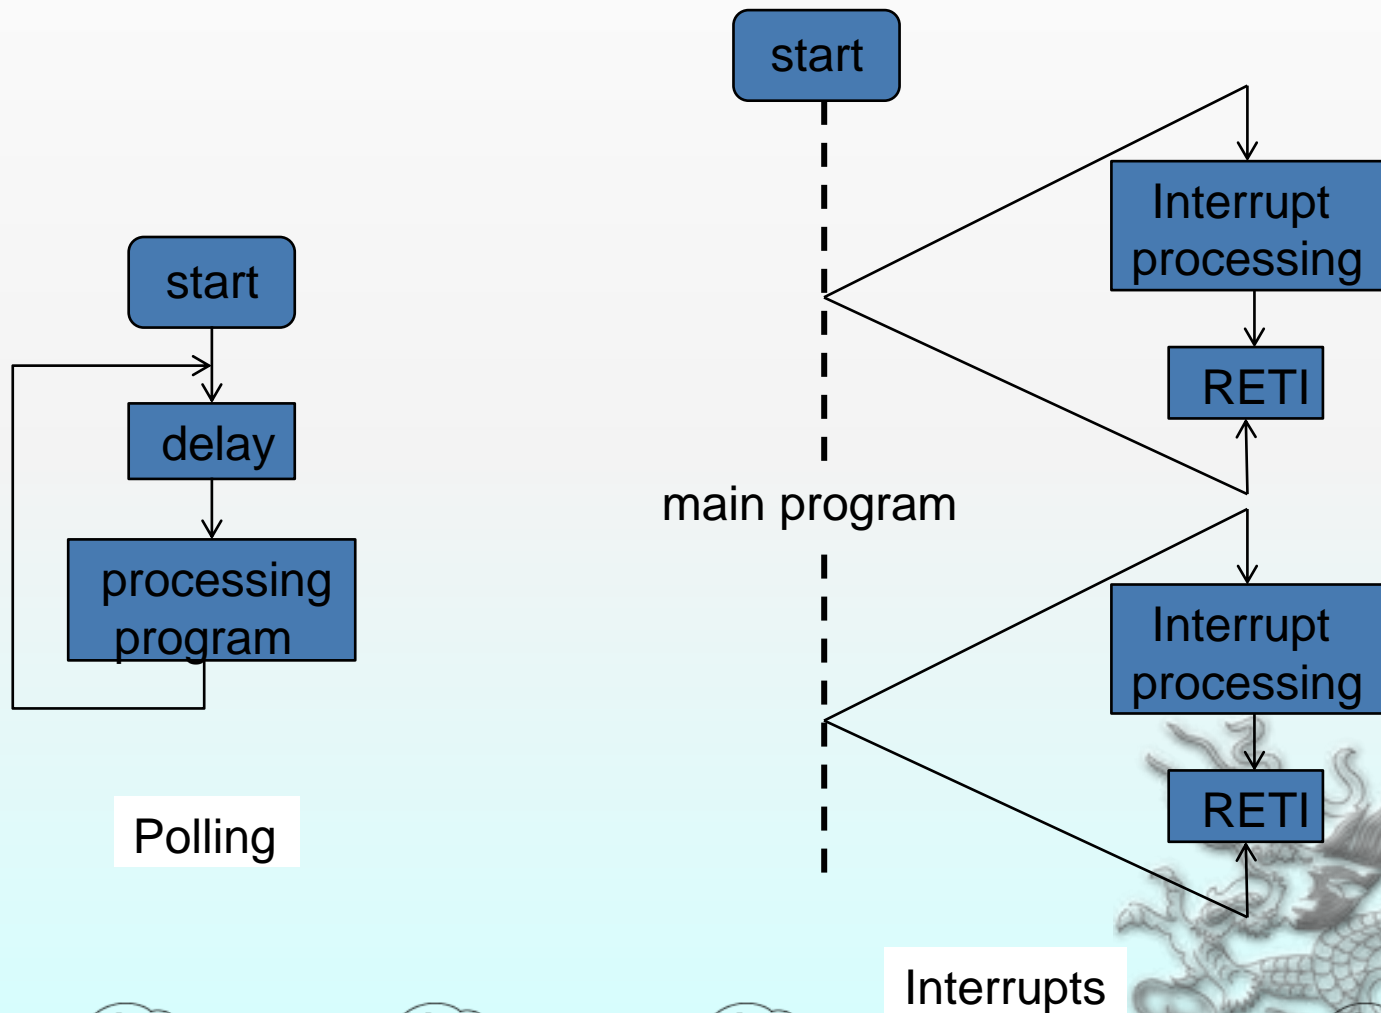 start
delay
processing
program
Polling
start
Interrupt
processing
RETI
main program
Interrupt
processing
RETI
Interrupts